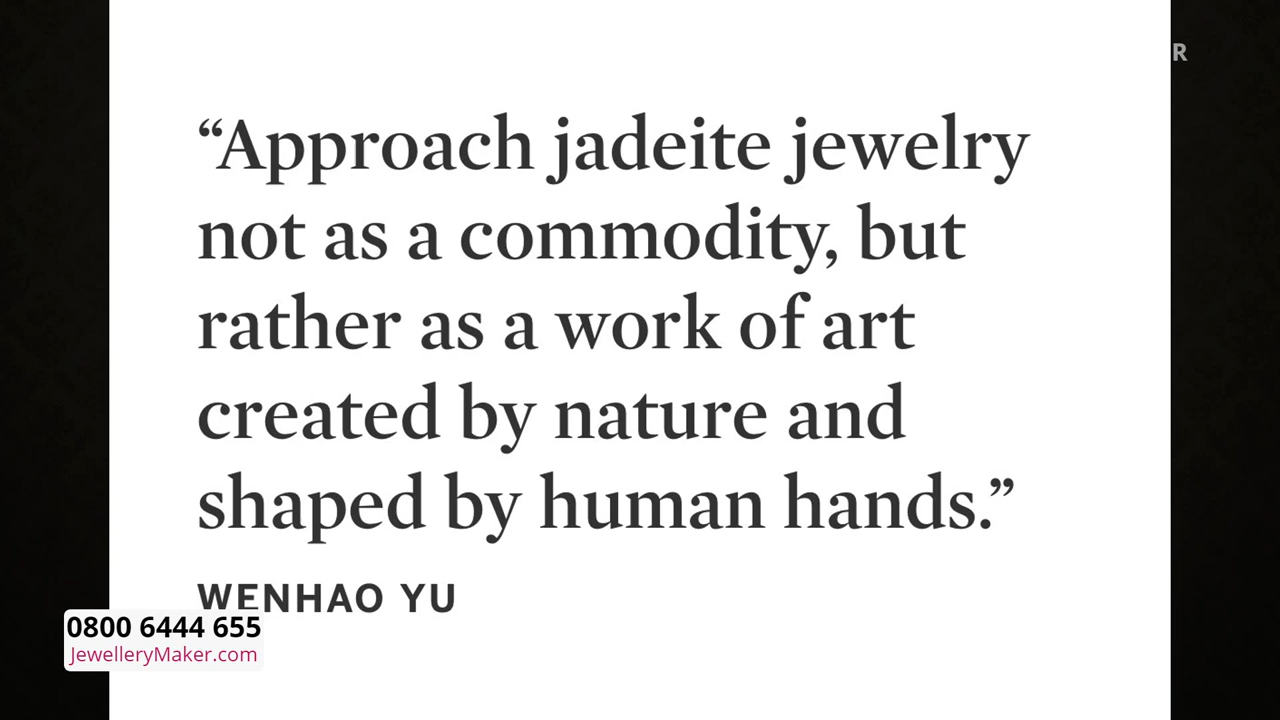 R
“Approach jadeite jewelry
not as a commodity, but
rather as a work of art
created by nature and
shaped by human hands.”
WENHAO YU
0800 6444 655
JewelleryMaker.com